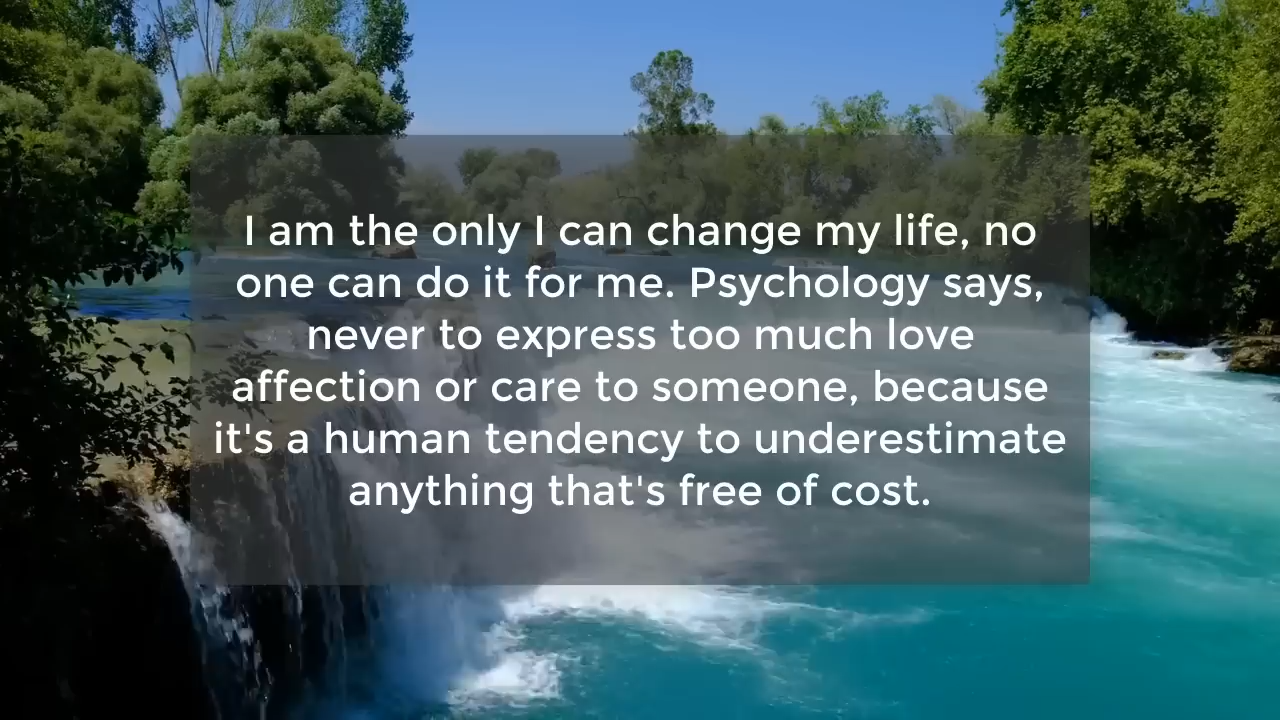 I am the only I can change my life, no
one can do it for me. Psychology says,
never to express too much love
affection or care to someone, because
it's a human tendency to underestimate
anything that's free of cost.